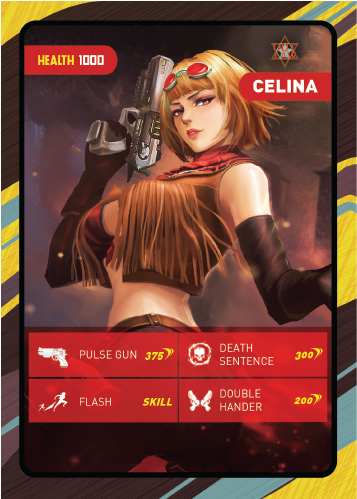 HEALTH 1000
CELINA
PULSE GUN 375
DEATH
SENTENCE 300
FLASH SKILL
DOUBLE
HANDER 200